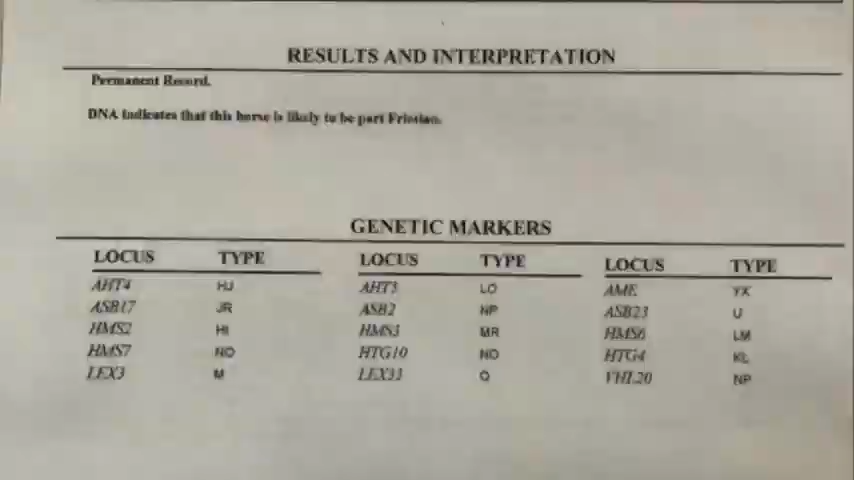 RESULTS AND INTERPRETATION
Permanent Record.
DNA indicates that this horse is likely to be part Friesian.
GENETIC MARKERS
LOCUS TYPE LOCUS TYPE LOCUS TYPE
AHT4 HJ AHT5 LO AME YX
ASB17 JR ASB2 NP ASB23 U
HMS2 HI HMS3 MR HMS6 LM
HMS7 NO HTG10 NO HTG4 KL
LEX3 M LEX33 Q VHL20 NP